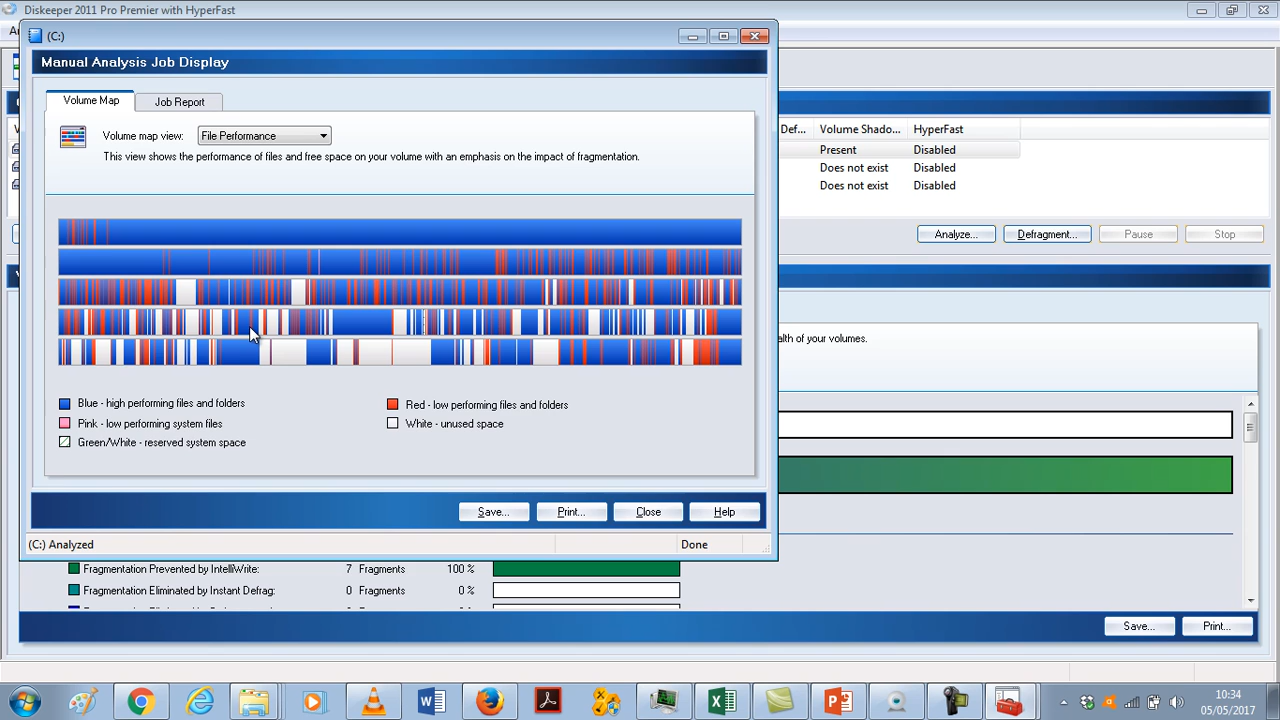 Diskeeper 2011 Pro Premier with HyperFast
(C:)
Manual Analysis Job Display
Volume Map
Job Report
Volume map view:
File Performance
This view shows the performance of files and free space on your volume with an emphasis on the impact of fragmentation.
Def...
Volume Shado...
HyperFast
Present
Disabled
Does not exist
Disabled
Does not exist
Disabled
Analyze...
Defragment...
Pause
Stop
alth of your volumes.
Blue - high performing files and folders
Red - low performing files and folders
Pink - low performing system files
White - unused space
Green/White - reserved system space
Save...
Print...
Close
Help
(C:) Analyzed
Done
Fragmentation Prevented by IntelliWrite:
7
Fragments
100 %
Fragmentation Eliminated by Instant Defrag:
0
Fragments
0 %
Save...
Print...
10:34
05/05/2017